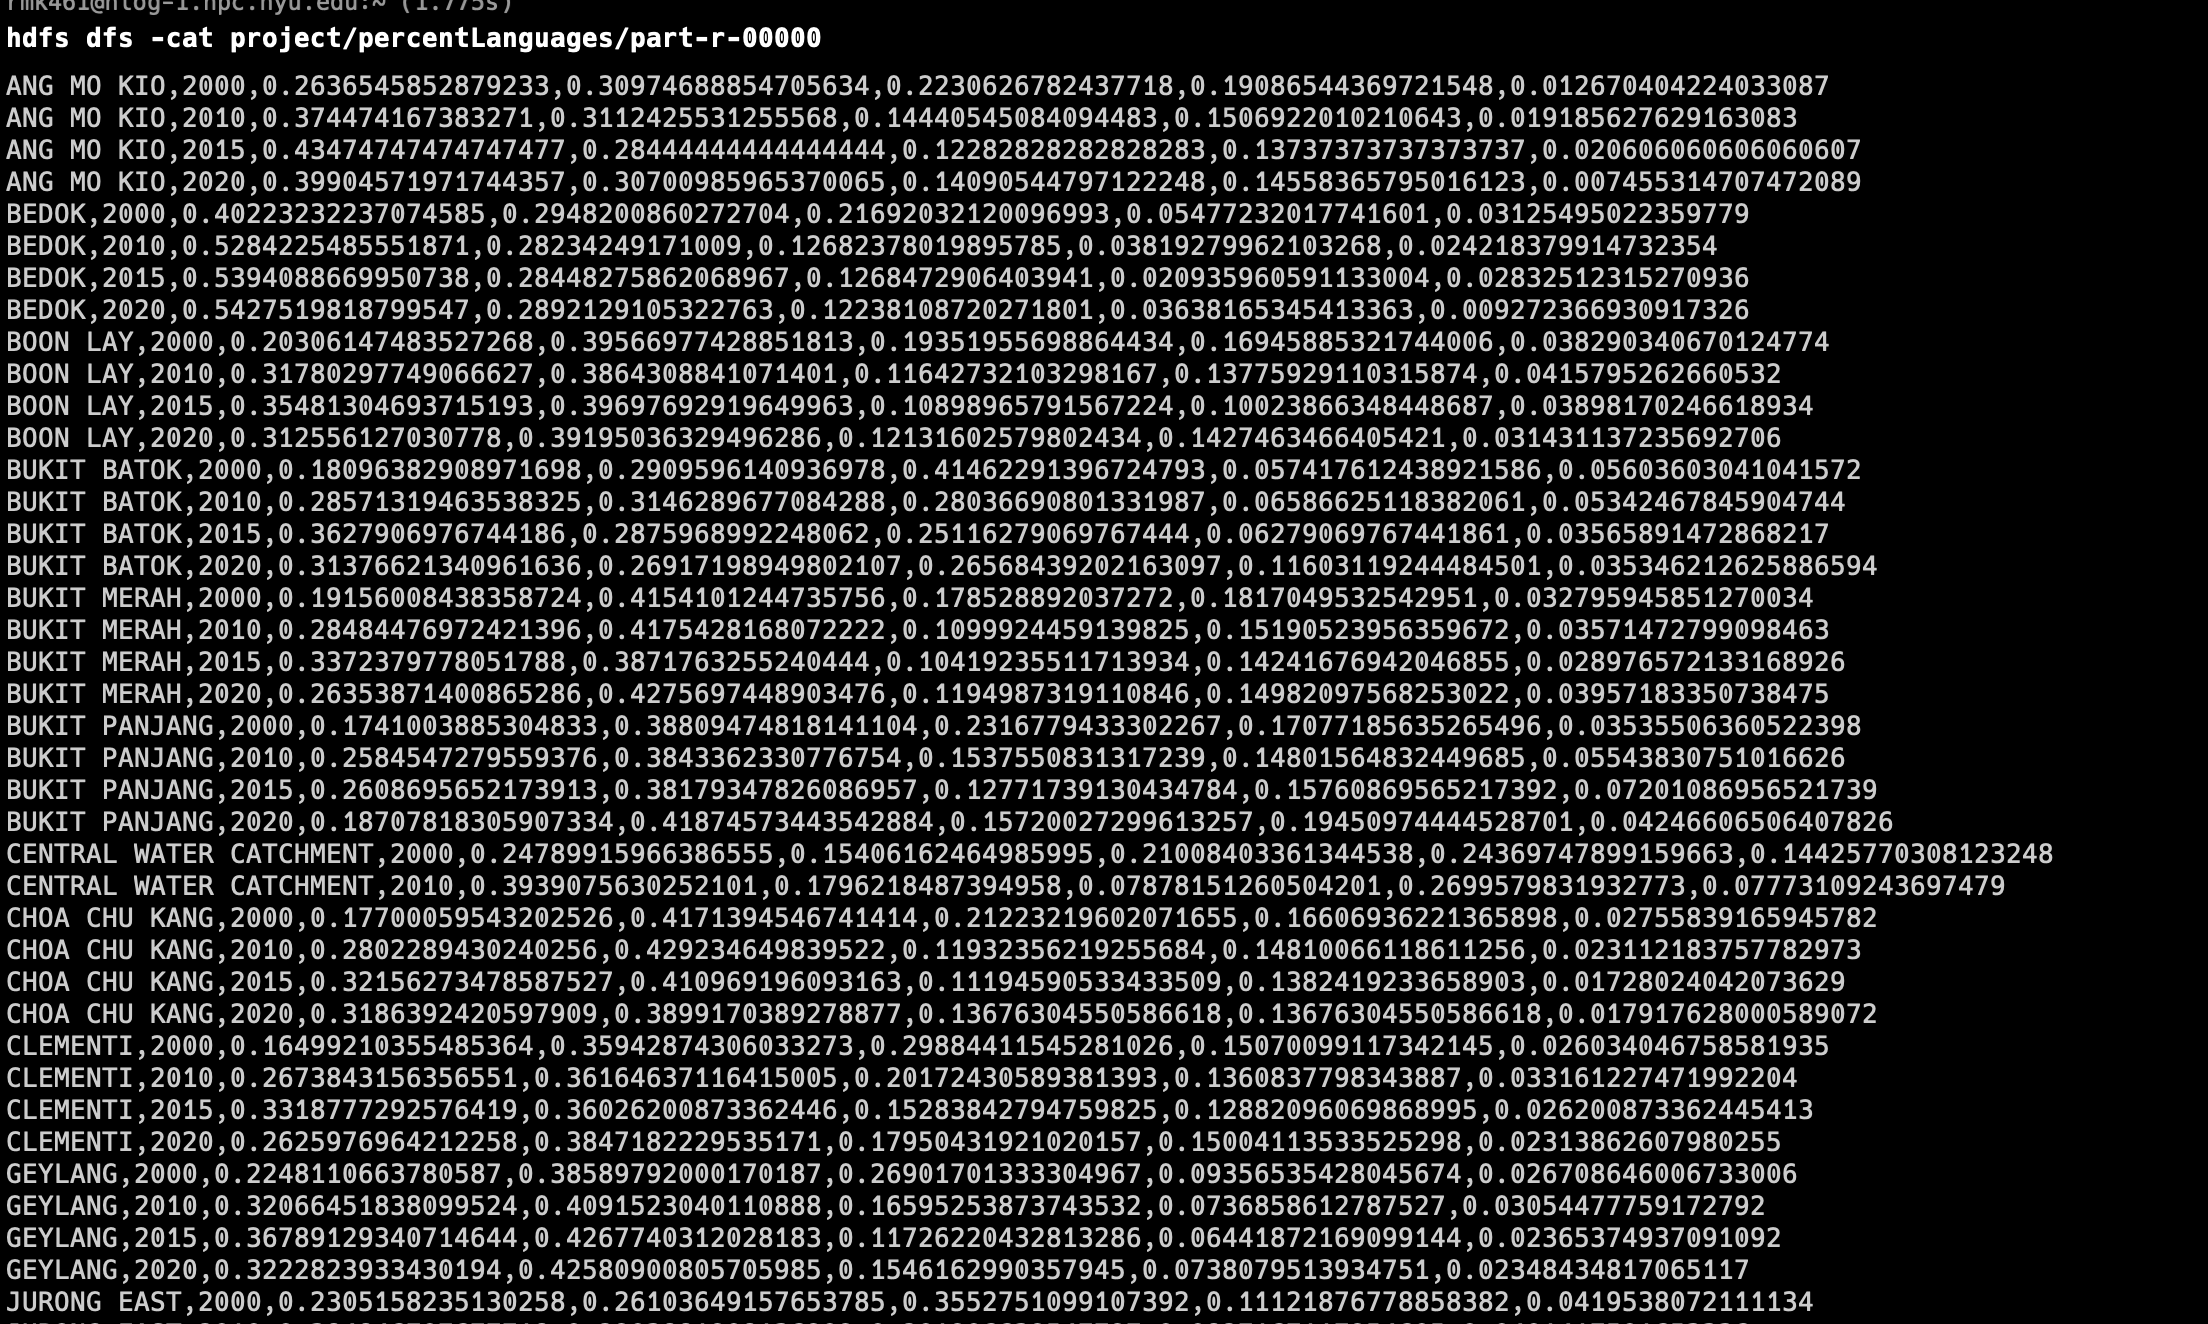 rmk461@hlog-1.hpc.nyu.edu:~ (1.775s)
hdfs dfs -cat project/percentLanguages/part-r-00000
ANG MO KIO,2000,0.2636545852879233,0.30974688854705634,0.2230626782437718,0.19086544369721548,0.012670404224033087
ANG MO KIO,2010,0.374474167383271,0.3112425531255568,0.14440545084094483,0.1506922010210643,0.019185627629163083
ANG MO KIO,2015,0.43474747474747477,0.28444444444444444,0.12282828282828283,0.13737373737373737,0.020606060606060607
ANG MO KIO,2020,0.39904571971744357,0.30700985965370065,0.14090544797122248,0.14558365795016123,0.007455314707472089
BEDOK,2000,0.40223232237074585,0.2948200860272704,0.21692032120096993,0.05477232017741601,0.03125495022359779
BEDOK,2010,0.5284225485551871,0.28234249171009,0.12682378019895785,0.03819279962103268,0.024218379914732354
BEDOK,2015,0.5394088669950738,0.28448275862068967,0.1268472906403941,0.020935960591133004,0.02832512315270936
BEDOK,2020,0.5427519818799547,0.2892129105322763,0.12238108720271801,0.03638165345413363,0.009272366930917326
BOON LAY,2000,0.20306147483527268,0.39566977428851813,0.19351955698864434,0.16945885321744006,0.038290340670124774
BOON LAY,2010,0.31780297749066627,0.3864308841071401,0.11642732103298167,0.13775929110315874,0.0415795262660532
BOON LAY,2015,0.35481304693715193,0.39697692919649963,0.10898965791567224,0.10023866348448687,0.03898170246618934
BOON LAY,2020,0.312556127030778,0.39195036329496286,0.12131602579802434,0.1427463466405421,0.031431137235692706
BUKIT BATOK,2000,0.18096382908971698,0.2909596140936978,0.41462291396724793,0.057417612438921586,0.05603603041041572
BUKIT BATOK,2010,0.28571319463538325,0.3146289677084288,0.28036690801331987,0.06586625118382061,0.05342467845904744
BUKIT BATOK,2015,0.3627906976744186,0.2875968992248062,0.25116279069767444,0.06279069767441861,0.03565891472868217
BUKIT BATOK,2020,0.31376621340961636,0.26917198949802107,0.26568439202163097,0.11603119244484501,0.035346212625886594
BUKIT MERAH,2000,0.19156008438358724,0.4154101244735756,0.178528892037272,0.1817049532542951,0.032795945851270034
BUKIT MERAH,2010,0.28484476972421396,0.4175428168072222,0.1099924459139825,0.15190523956359672,0.03571472799098463
BUKIT MERAH,2015,0.3372379778051788,0.3871763255240444,0.10419235511713934,0.14241676942046855,0.028976572133168926
BUKIT MERAH,2020,0.26353871400865286,0.4275697448903476,0.1194987319110846,0.14982097568253022,0.03957183350738475
BUKIT PANJANG,2000,0.1741003885304833,0.38809474818141104,0.2316779433302267,0.17077185635265496,0.03535506360522398
BUKIT PANJANG,2010,0.2584547279559376,0.3843362330776754,0.1537550831317239,0.14801564832449685,0.05543830751016626
BUKIT PANJANG,2015,0.2608695652173913,0.38179347826086957,0.12771739130434784,0.15760869565217392,0.07201086956521739
BUKIT PANJANG,2020,0.18707818305907334,0.41874573443542884,0.15720027299613257,0.19450974444528701,0.04246606506407826
CENTRAL WATER CATCHMENT,2000,0.24789915966386555,0.15406162464985995,0.21008403361344538,0.24369747899159663,0.14425770308123248
CENTRAL WATER CATCHMENT,2010,0.3939075630252101,0.1796218487394958,0.07878151260504201,0.2699579831932773,0.07773109243697479
CHOA CHU KANG,2000,0.17700059543202526,0.4171394546741414,0.21223219602071655,0.16606936221365898,0.02755839165945782
CHOA CHU KANG,2010,0.2802289430240256,0.429234649839522,0.11932356219255684,0.14810066118611256,0.023112183757782973
CHOA CHU KANG,2015,0.32156273478587527,0.410969196093163,0.11194590533433509,0.1382419233658903,0.01728024042073629
CHOA CHU KANG,2020,0.3186392420597909,0.3899170389278877,0.13676304550586618,0.13676304550586618,0.017917628000589072
CLEMENTI,2000,0.16499210355485364,0.35942874306033273,0.29884411545281026,0.15070099117342145,0.026034046758581935
CLEMENTI,2010,0.2673843156356551,0.36164637116415005,0.20172430589381393,0.1360837798343887,0.033161227471992204
CLEMENTI,2015,0.3318777292576419,0.36026200873362446,0.15283842794759825,0.12882096069868995,0.026200873362445413
CLEMENTI,2020,0.2625976964212258,0.3847182229535171,0.17950431921020157,0.15004113533525298,0.02313862607980255
GEYLANG,2000,0.2248110663780587,0.38589792000170187,0.26901701333304967,0.09356535428045674,0.026708646006733006
GEYLANG,2010,0.32066451838099524,0.4091523040110888,0.16595253873743532,0.0736858612787527,0.03054477759172792
GEYLANG,2015,0.36789129340714644,0.4267740312028183,0.11726220432813286,0.06441872169099144,0.02365374937091092
GEYLANG,2020,0.3222823933430194,0.42580900805705985,0.1546162990357945,0.0738079513934751,0.02348434817065117
JURONG EAST,2000,0.2305158235130258,0.26103649157653785,0.3552751099107392,0.11121876778858382,0.0419538072111134